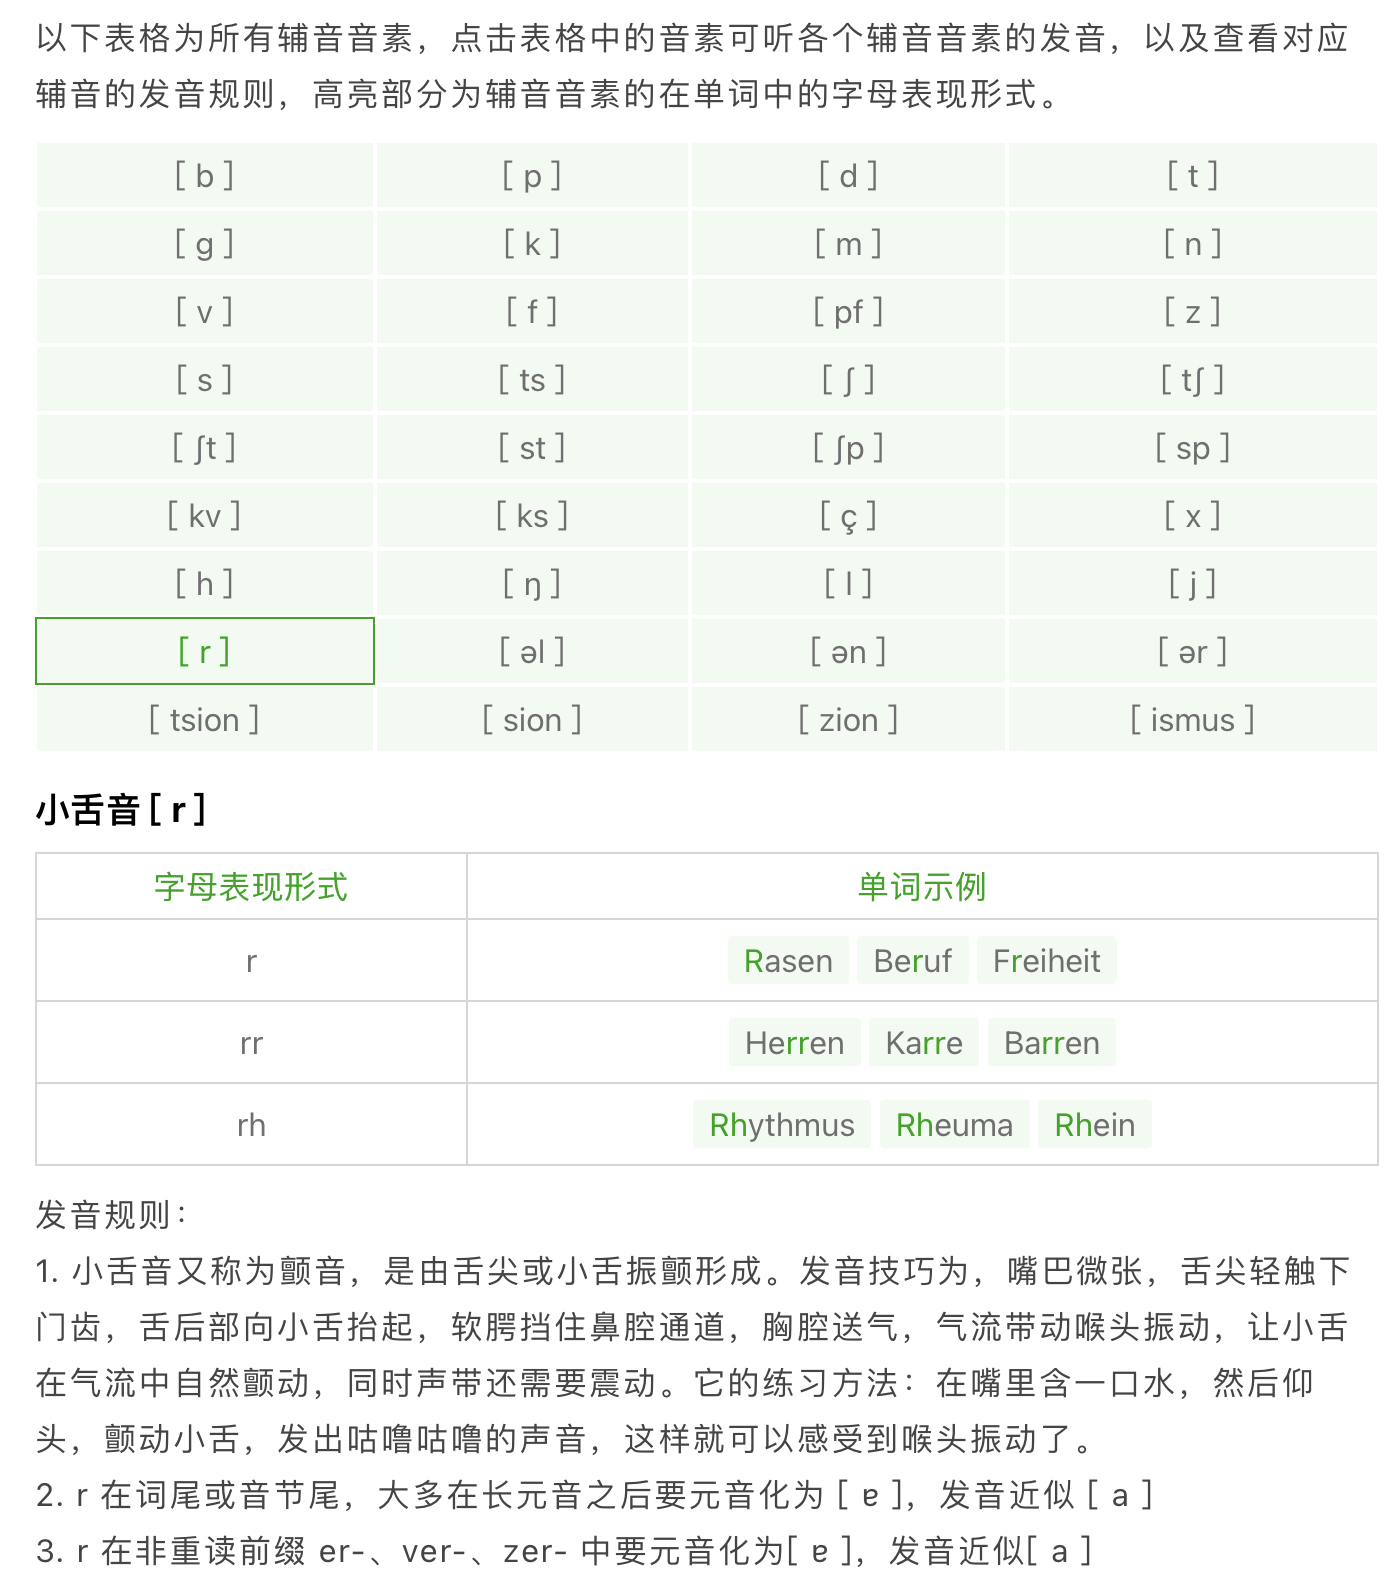 以下表格为所有辅音音素，点击表格中的音素可听各个辅音音素的发音，以及查看对应
辅音的发音规则，高亮部分为辅音音素的在单词中的字母表现形式。
[ b ] [ p ] [ d ] [ t ]
[ g ] [ k ] [ m ] [ n ]
[ v ] [ f ] [ pf ] [ z ]
[ s ] [ ts ] [ ʃ ] [ tʃ ]
[ ʃt ] [ st ] [ ʃp ] [ sp ]
[ kv ] [ ks ] [ ç ] [ x ]
[ h ] [ ŋ ] [ l ] [ j ]
[ r ] [ əl ] [ ən ] [ ər ]
[ tsion ] [ sion ] [ zion ] [ ismus ]
小舌音 [ r ]
字母表现形式 单词示例
r Rasen Beruf Freiheit
rr Herren Karre Barren
rh Rhythmus Rheuma Rhein
发音规则：
1. 小舌音又称为颤音，是由舌尖或小舌振颤形成。发音技巧为，嘴巴微张，舌尖轻触下
门齿，舌后部向小舌抬起，软腭挡住鼻腔通道，胸腔送气，气流带动喉头振动，让小舌
在气流中自然颤动，同时声带还需要震动。它的练习方法：在嘴里含一口水，然后仰
头，颤动小舌，发出咕噜咕噜的声音，这样就可以感受到喉头振动了。
2. r 在词尾或音节尾，大多在长元音之后要元音化为 [ ɐ ]，发音近似 [ a ]
3. r 在非重读前缀 er-、ver-、zer- 中要元音化为[ ɐ ]，发音近似[ a ]